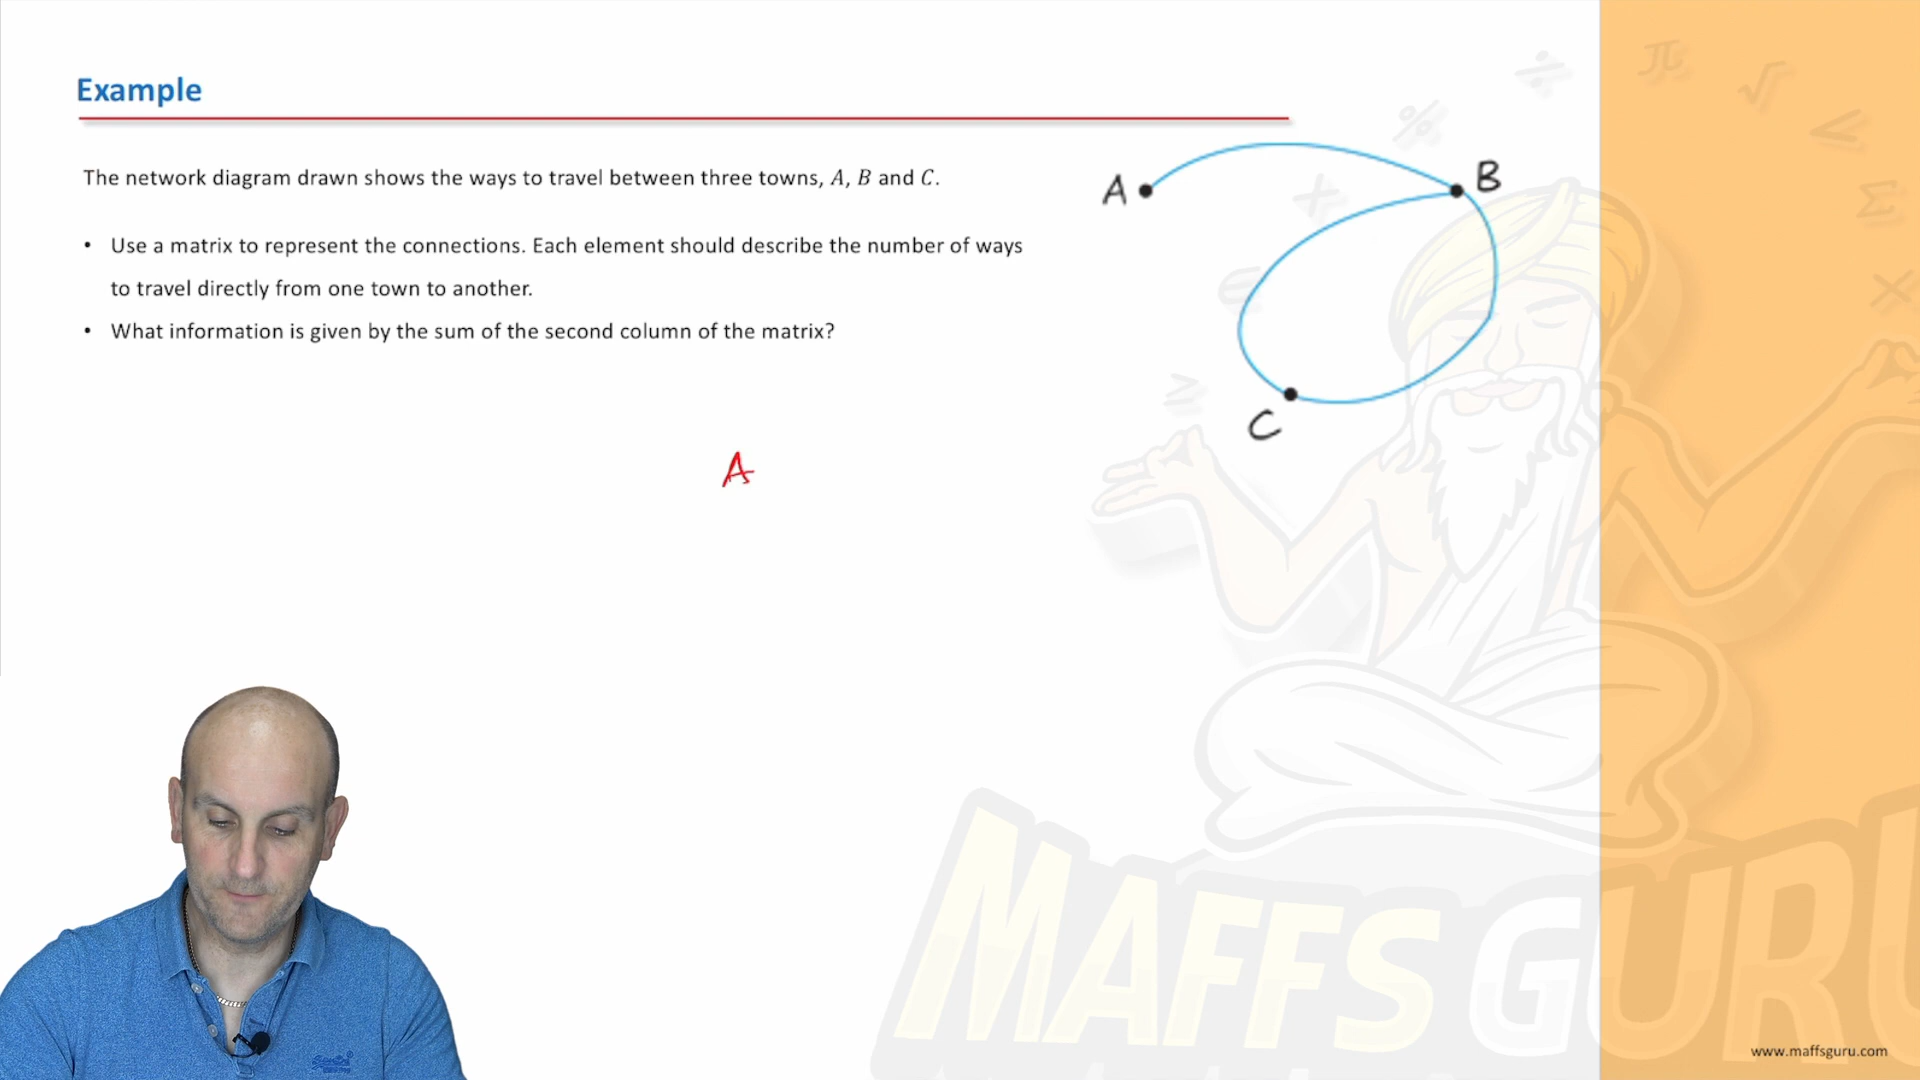 Example
The network diagram drawn shows the ways to travel between three towns, A, B and C.
• Use a matrix to represent the connections. Each element should describe the number of ways
to travel directly from one town to another.
• What information is given by the sum of the second column of the matrix?
A
B
C
A
MAFFS GURU
www.maffsguru.com